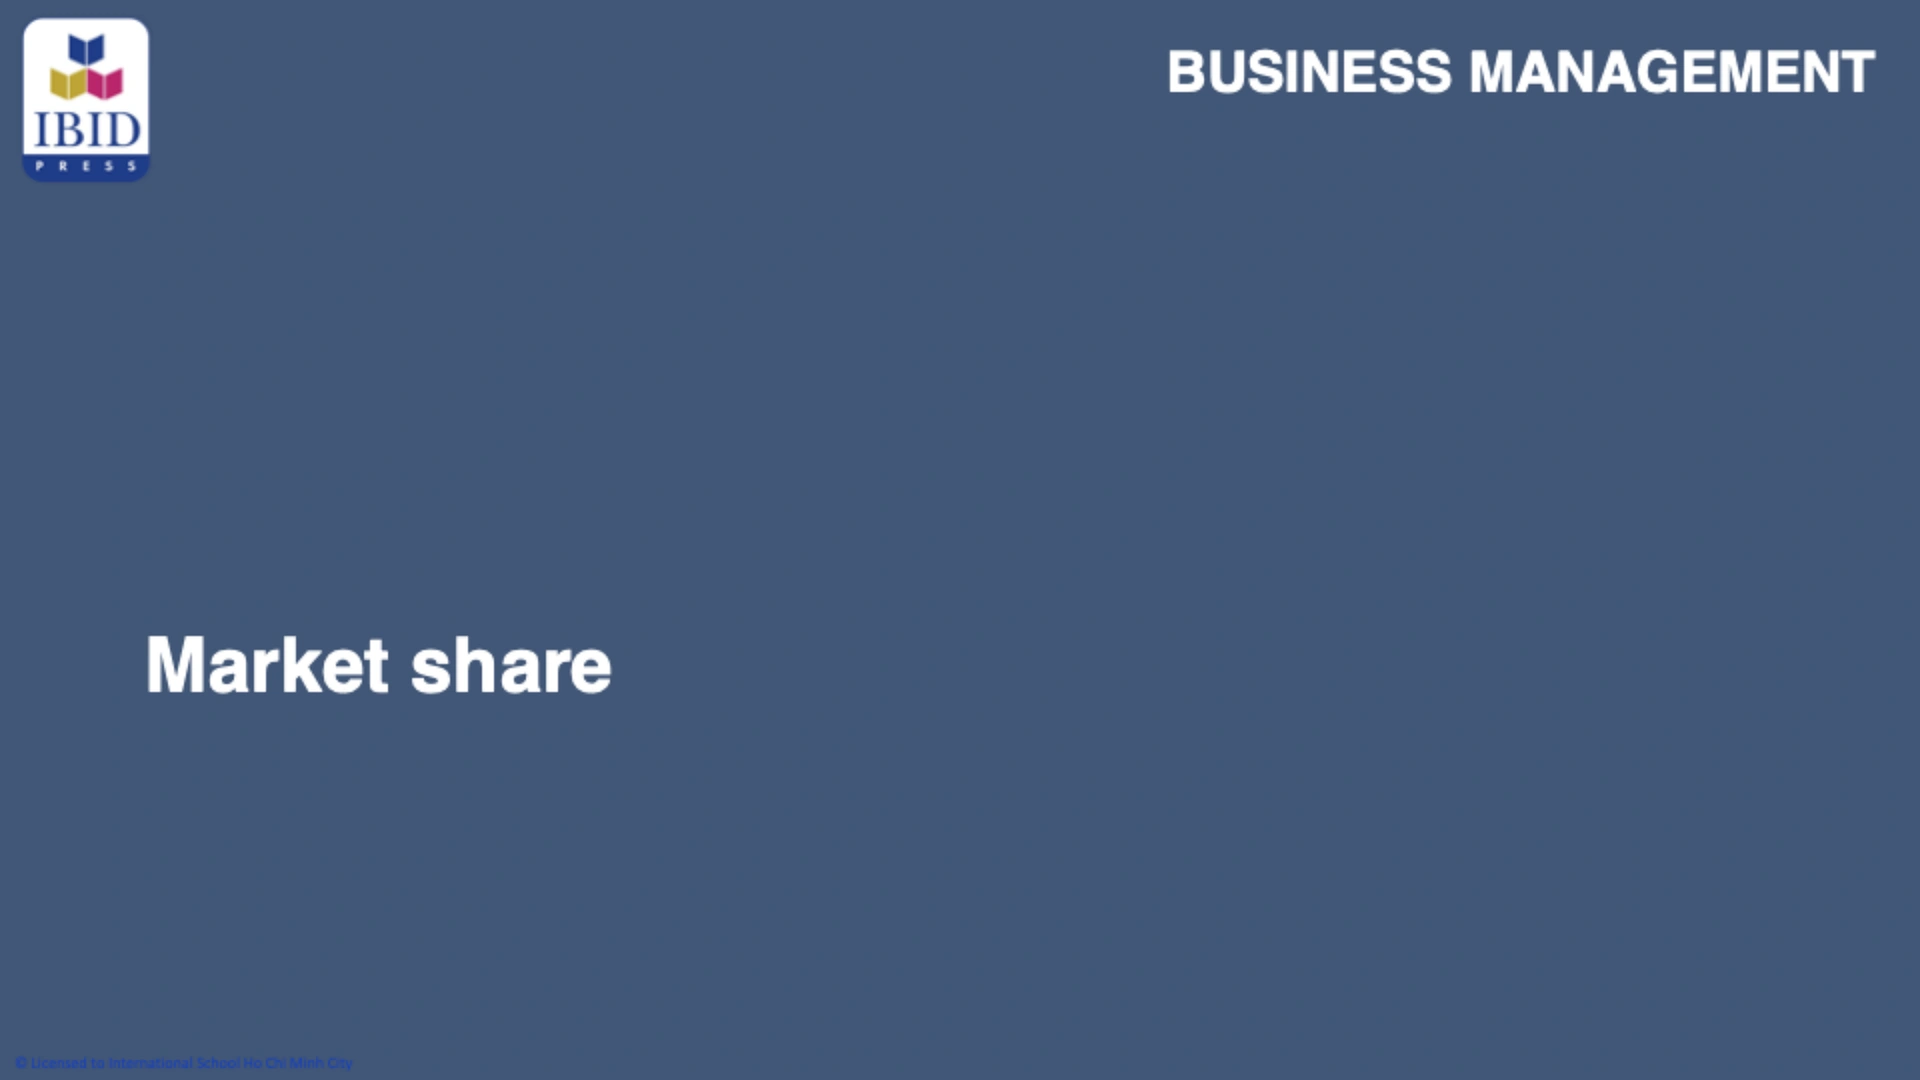 IBID
PRESS
BUSINESS MANAGEMENT
Market share
© Licensed to International School Ho Chi Minh City